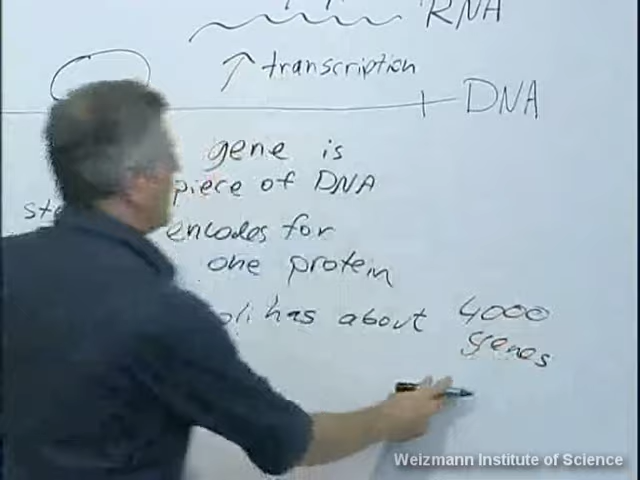 RNA
transcription
DNA
gene is
piece of DNA
encodes for
one protein
has about 4000
genes
Weizmann Institute of Science